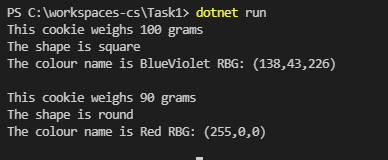 PS C:\workspaces-cs\Task1> dotnet run
This cookie weighs 100 grams
The shape is square
The colour name is BlueViolet RBG: (138,43,226)

This cookie weighs 90 grams
The shape is round
The colour name is Red RBG: (255,0,0)